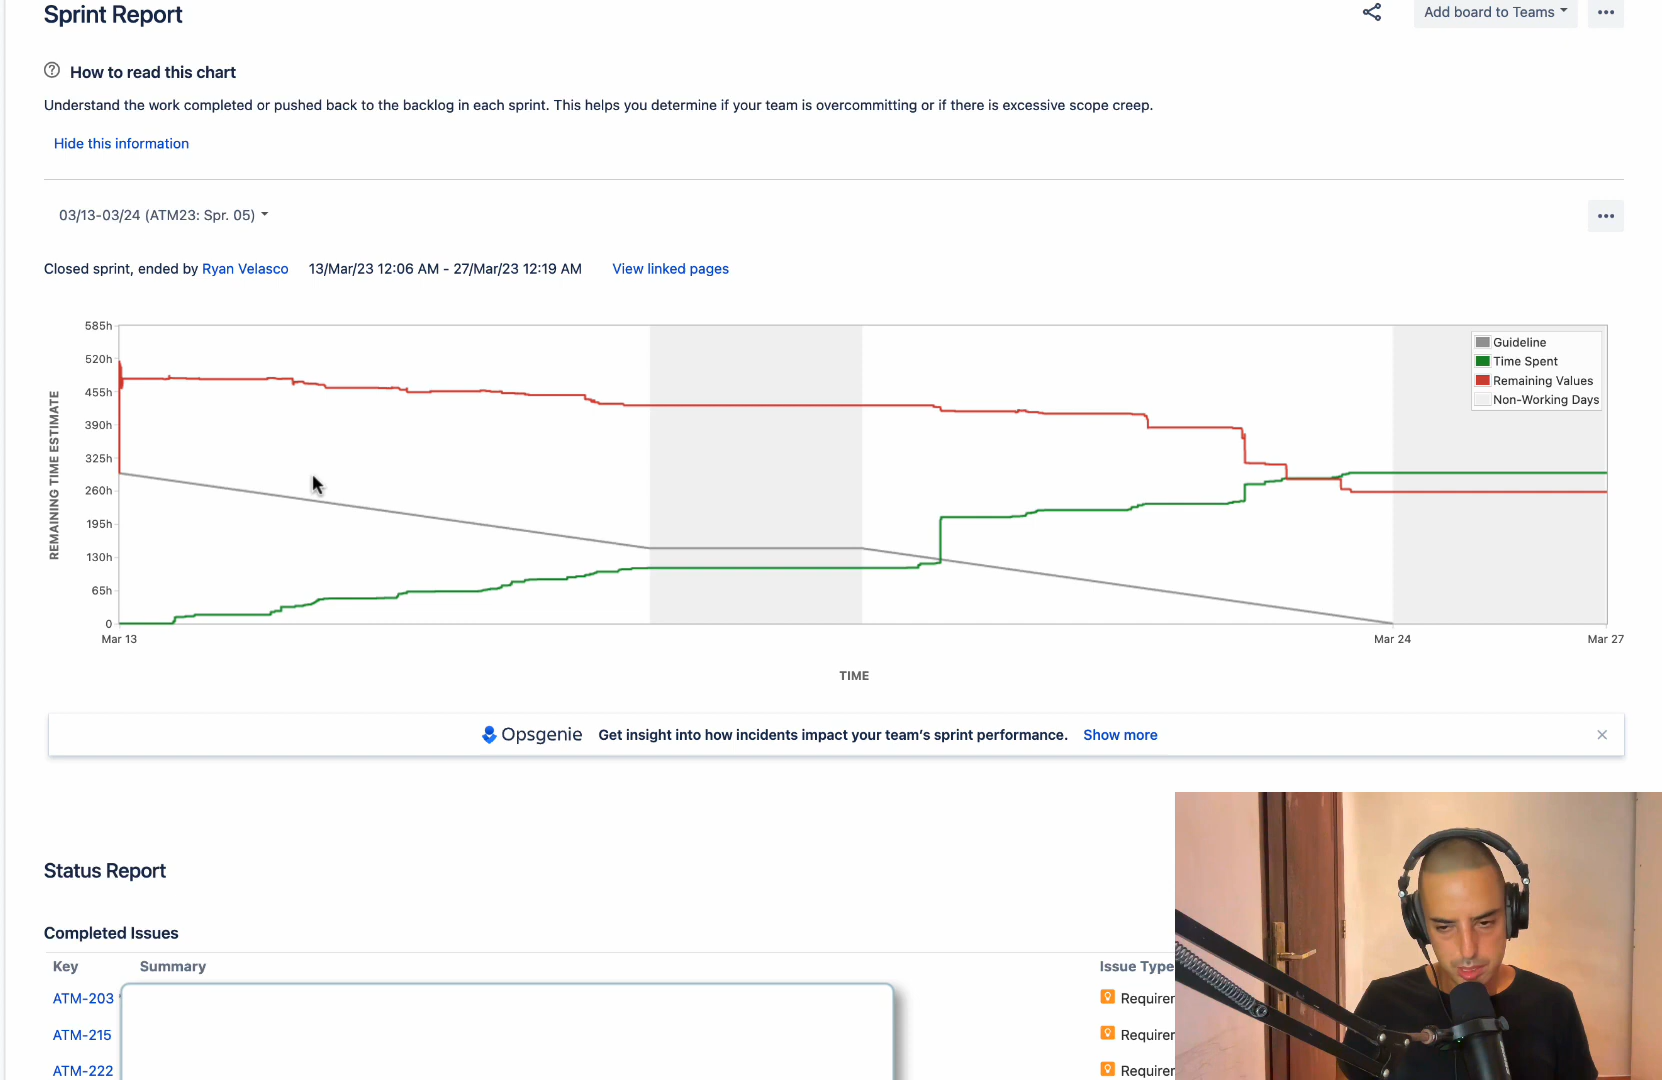 Sprint Report
Add board to Teams
How to read this chart
Understand the work completed or pushed back to the backlog in each sprint. This helps you determine if your team is overcommitting or if there is excessive scope creep.
Hide this information
03/13-03/24 (ATM23: Spr. 05)
Closed sprint, ended by Ryan Velasco 13/Mar/23 12:06 AM - 27/Mar/23 12:19 AM View linked pages
REMAINING TIME ESTIMATE
585h
520h
455h
390h
325h
260h
195h
130h
65h
0
Guideline
Time Spent
Remaining Values
Non-Working Days
Mar 13 Mar 24 Mar 27
TIME
Opsgenie Get insight into how incidents impact your team's sprint performance. Show more
Status Report
Completed Issues
Key Summary Issue Type
ATM-203 Requirer
ATM-215 Requirer
ATM-222 Requirer